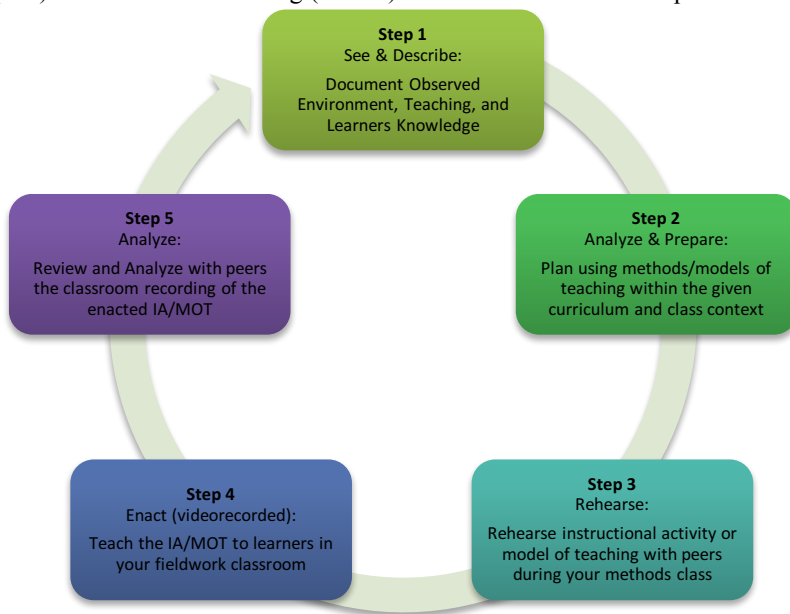 Step 1
See & Describe:
Document Observed
Environment, Teaching, and
Learners Knowledge
Step 2
Analyze & Prepare:
Plan using methods/models of
teaching within the given
curriculum and class context
Step 3
Rehearse:
Rehearse instructional activity or
model of teaching with peers
during your methods class
Step 4
Enact (videorecorded):
Teach the IA/MOT to learners in
your fieldwork classroom
Step 5
Analyze:
Review and Analyze with peers
the classroom recording of the
enacted IA/MOT